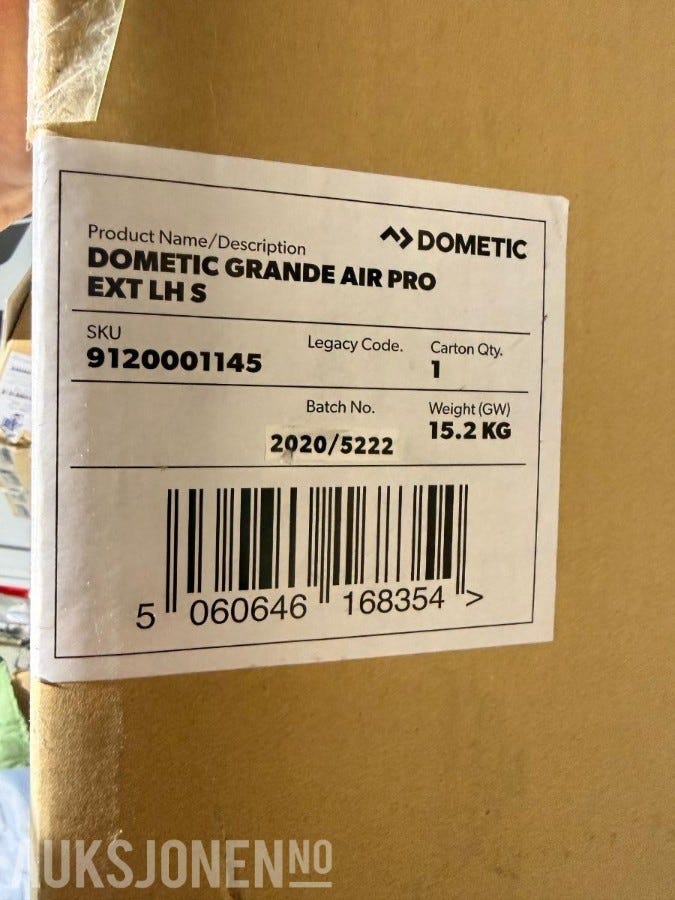 DOMETIC
Product Name/Description
DOMETIC GRANDE AIR PRO
EXT LH S
SKU
9120001145
Legacy Code.
Carton Qty.
1
Batch No.
2020/5222
Weight (GW)
15.2 KG
5 060646 168354 >
AUKSJONEN NO